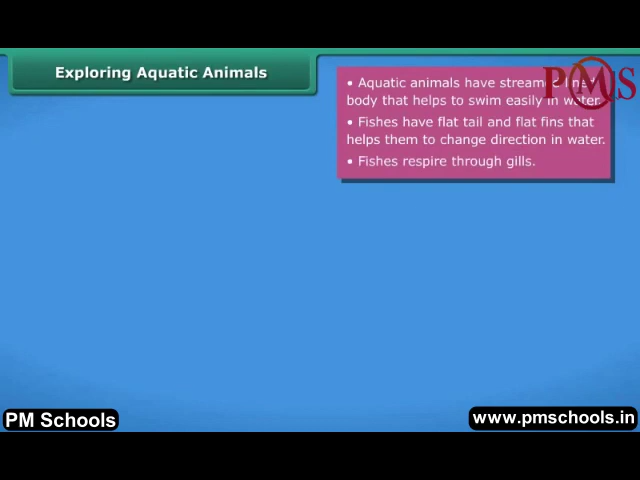 Exploring Aquatic Animals
PMS
• Aquatic animals have streamed lined
body that helps to swim easily in water.
• Fishes have flat tail and flat fins that
helps them to change direction in water.
• Fishes respire through gills.
PM Schools
www.pmschools.in